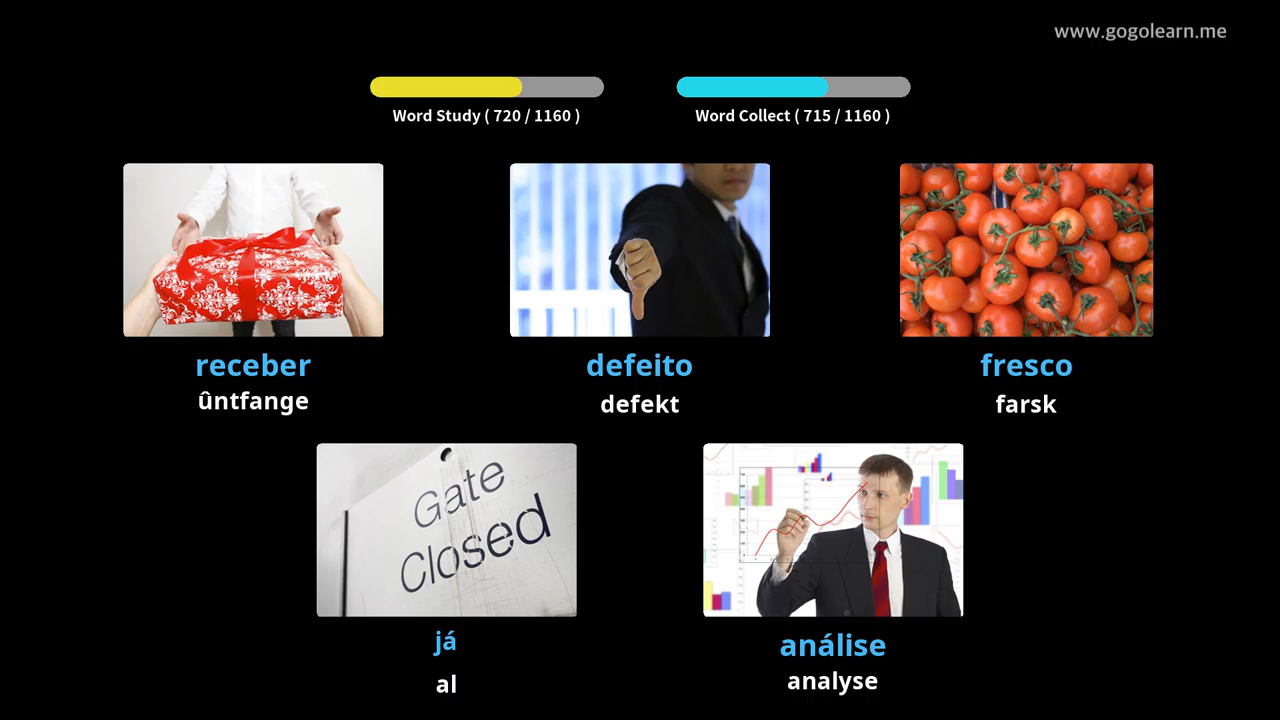 www.gogolearn.me
Word Study ( 720 / 1160 )
Word Collect ( 715 / 1160 )
receber
ûntfange
defeito
defekt
fresco
farsk
Gate
Closed
já
al
análise
analyse